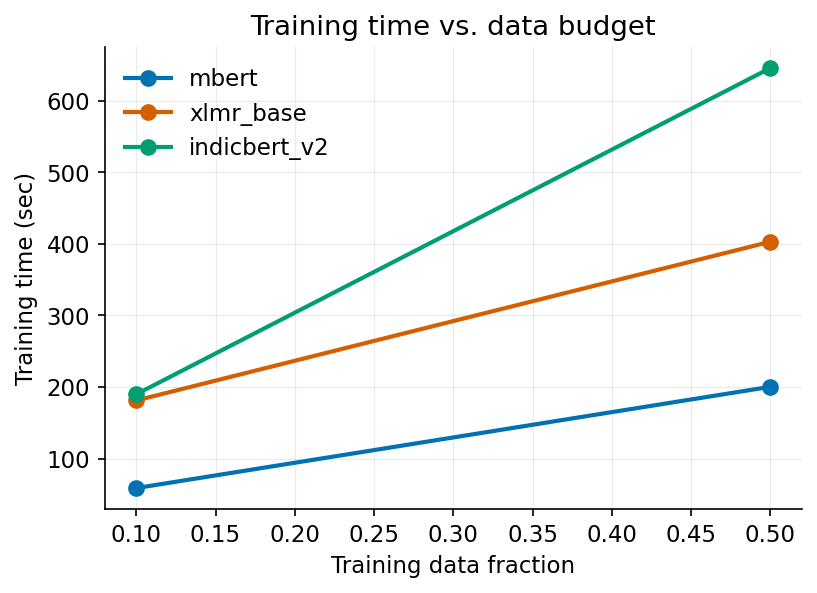 Training time vs. data budget
mbert
xlmr_base
indicbert_v2
Training time (sec)
600
500
400
300
200
100
0.10 0.15 0.20 0.25 0.30 0.35 0.40 0.45 0.50
Training data fraction